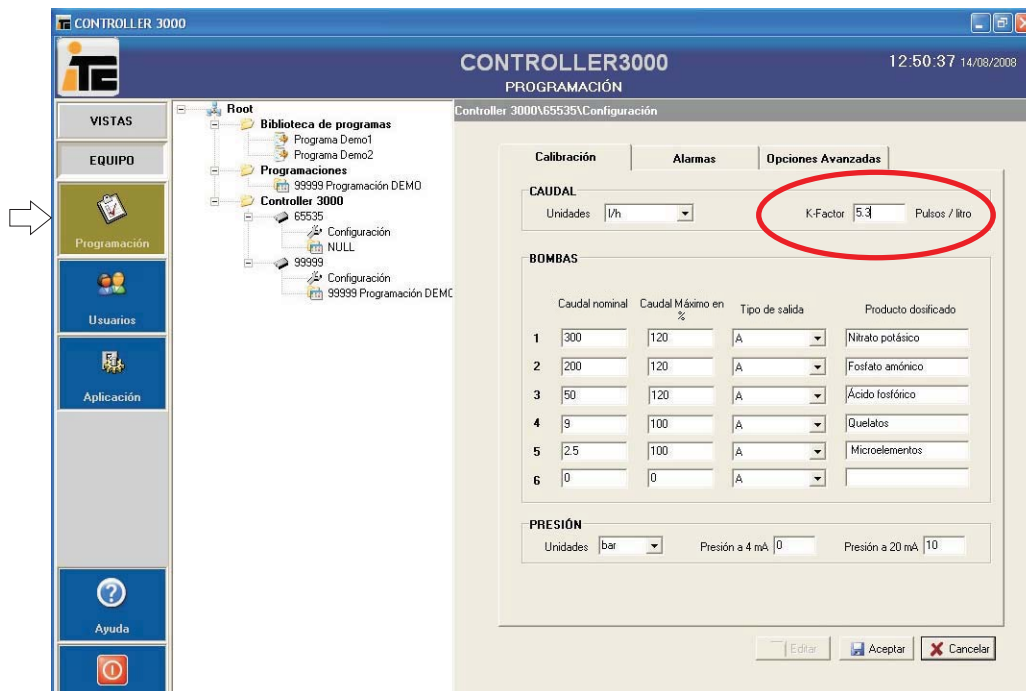 CONTROLLER 3000
iTC
CONTROLLER3000
PROGRAMACIÓN
12:50:37 14/08/2008
VISTAS
EQUIPO
Programación
Usuarios
Aplicación
Ayuda
Root
Biblioteca de programas
Programa Demo1
Programa Demo2
Programaciones
99999 Programación DEMO
Controller 3000
65535
Configuración
NULL
99999
Configuración
99999 Programación DEMC
Controller 3000\65535\Configuración
Calibración Alarmas Opciones Avanzadas
CAUDAL
Unidades l/h K-Factor 5.3 Pulsos / litro
BOMBAS
Caudal nominal Caudal Máximo en % Tipo de salida Producto dosificado
1 300 120 A Nitrato potásico
2 200 120 A Fosfato amónico
3 50 120 A Ácido fosfórico
4 9 100 A Quelatos
5 2.5 100 A Microelementos
6 0 0 A
PRESIÓN
Unidades bar Presión a 4 mA 0 Presión a 20 mA 10
Editar Aceptar Cancelar